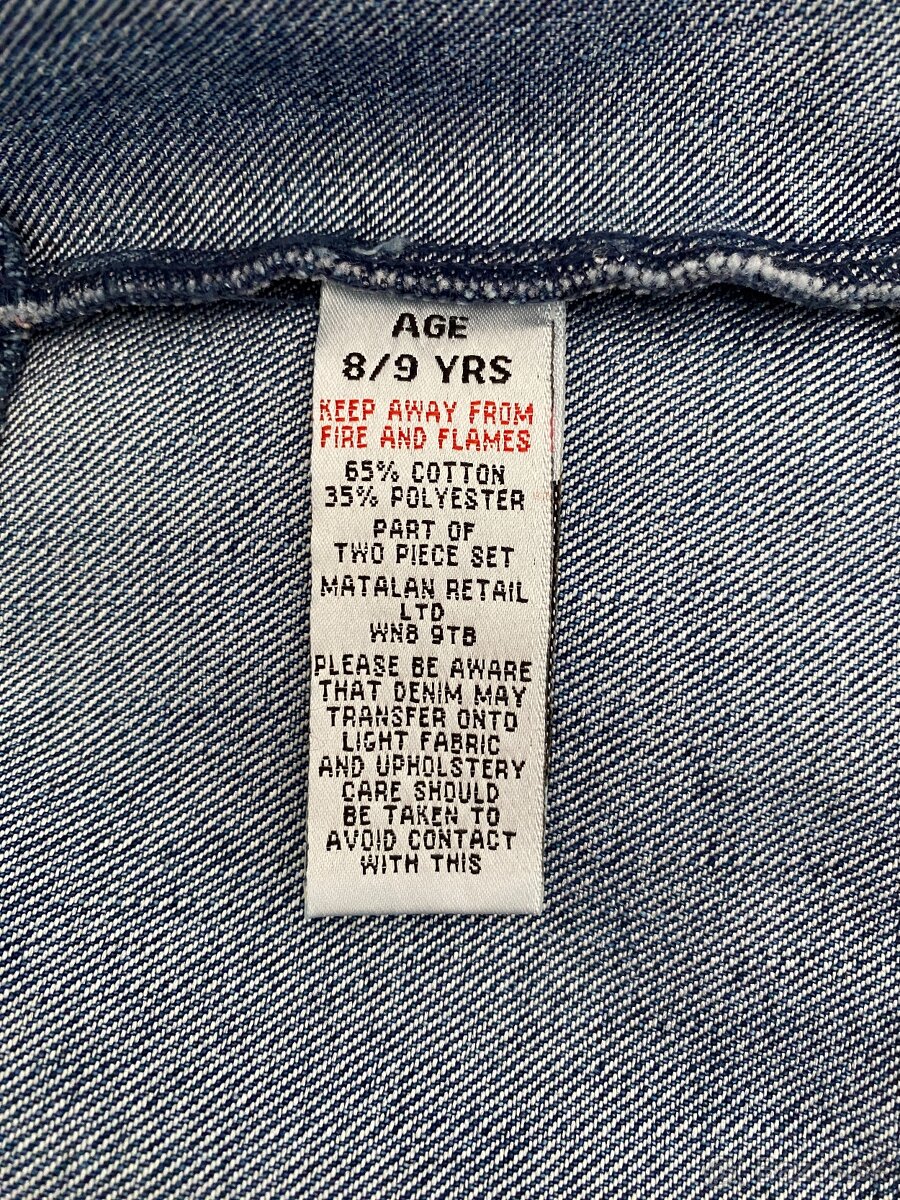 AGE
8/9 YRS
KEEP AWAY FROM
FIRE AND FLAMES
65% COTTON
35% POLYESTER
PART OF
TWO PIECE SET
MATALAN RETAIL
LTD
WN8 9TB
PLEASE BE AWARE
THAT DENIM MAY
TRANSFER ONTO
LIGHT FABRIC
AND UPHOLSTERY
CARE SHOULD
BE TAKEN TO
AVOID CONTACT
WITH THIS